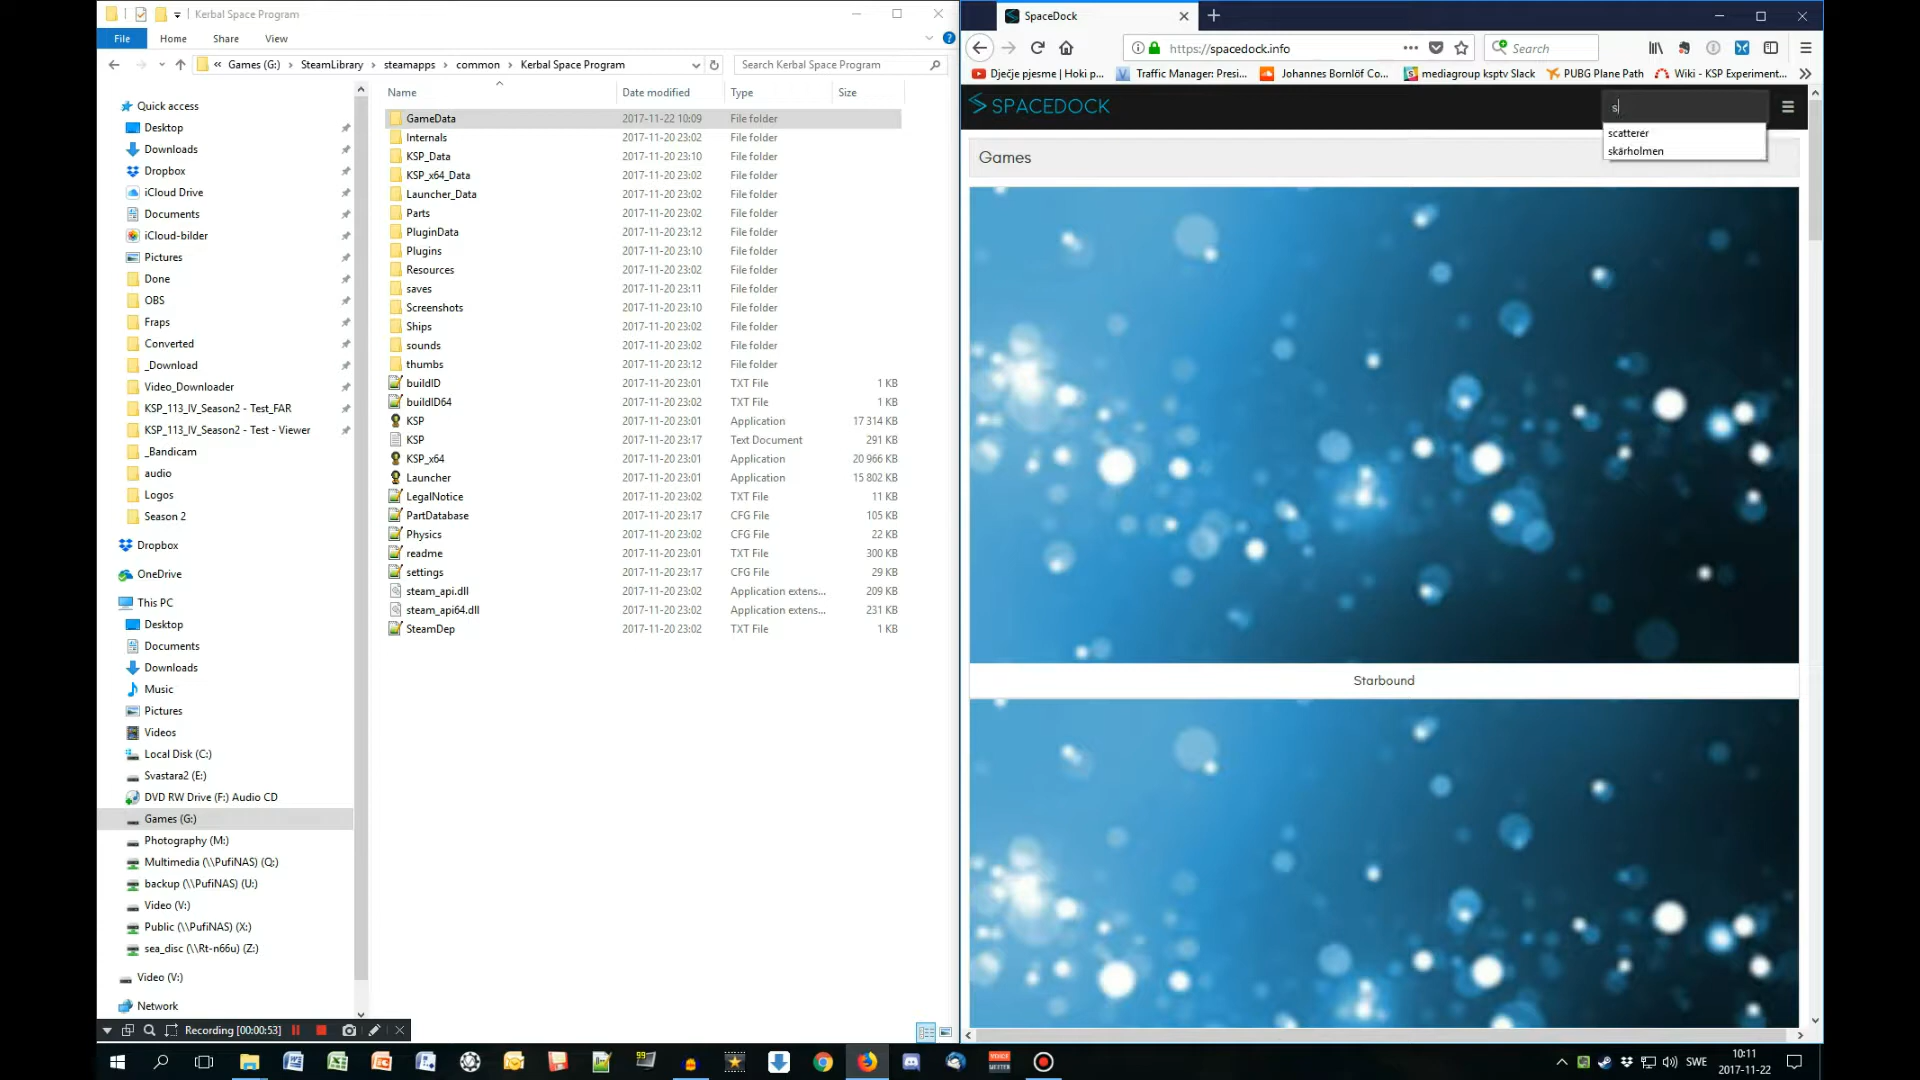 Kerbal Space Program
File
Home
Share
View
« Games (G:) › SteamLibrary › steamapps › common › Kerbal Space Program
Search Kerbal Space Program
Quick access
Desktop
Downloads
Dropbox
iCloud Drive
Documents
iCloud-bilder
Pictures
Done
OBS
Fraps
Converted
_Download
Video_Downloader
KSP_113_IV_Season2 - Test_FAR
KSP_113_IV_Season2 - Test - Viewer
_Bandicam
audio
Logos
Season 2
Dropbox
OneDrive
This PC
Desktop
Documents
Downloads
Music
Pictures
Videos
Local Disk (C:)
Svastara2 (E:)
DVD RW Drive (F:) Audio CD
Games (G:)
Photography (M:)
Multimedia (\\PufiNAS) (Q:)
backup (\\PufiNAS) (U:)
Video (V:)
Public (\\PufiNAS) (X:)
sea_disc (\\Rt-n66u) (Z:)
Video (V:)
Network
Name Date modified Type Size
GameData 2017-11-22 10:09 File folder
Internals 2017-11-20 23:02 File folder
KSP_Data 2017-11-20 23:10 File folder
KSP_x64_Data 2017-11-20 23:02 File folder
Launcher_Data 2017-11-20 23:02 File folder
Parts 2017-11-20 23:02 File folder
PluginData 2017-11-20 23:12 File folder
Plugins 2017-11-20 23:10 File folder
Resources 2017-11-20 23:02 File folder
saves 2017-11-20 23:11 File folder
Screenshots 2017-11-20 23:10 File folder
Ships 2017-11-20 23:02 File folder
sounds 2017-11-20 23:02 File folder
thumbs 2017-11-20 23:12 File folder
buildID 2017-11-20 23:01 TXT File 1 KB
buildID64 2017-11-20 23:02 TXT File 1 KB
KSP 2017-11-20 23:01 Application 17 314 KB
KSP 2017-11-20 23:17 Text Document 291 KB
KSP_x64 2017-11-20 23:01 Application 20 966 KB
Launcher 2017-11-20 23:01 Application 15 802 KB
LegalNotice 2017-11-20 23:02 TXT File 11 KB
PartDatabase 2017-11-20 23:17 CFG File 105 KB
Physics 2017-11-20 23:02 CFG File 22 KB
readme 2017-11-20 23:01 TXT File 300 KB
settings 2017-11-20 23:17 CFG File 29 KB
steam_api.dll 2017-11-20 23:02 Application extens... 209 KB
steam_api64.dll 2017-11-20 23:02 Application extens... 231 KB
SteamDep 2017-11-20 23:02 TXT File 1 KB
Recording [00:00:53]
SpaceDock
https://spacedock.info
Search
Dječje pjesme | Hoki p...
Traffic Manager: Presi...
Johannes Bornlöf Co...
mediagroup ksptv Slack
PUBG Plane Path
Wiki - KSP Experiment...
SPACEDOCK
s
scatterer
skärholmen
Games
Starbound
SWE
10:11
2017-11-22